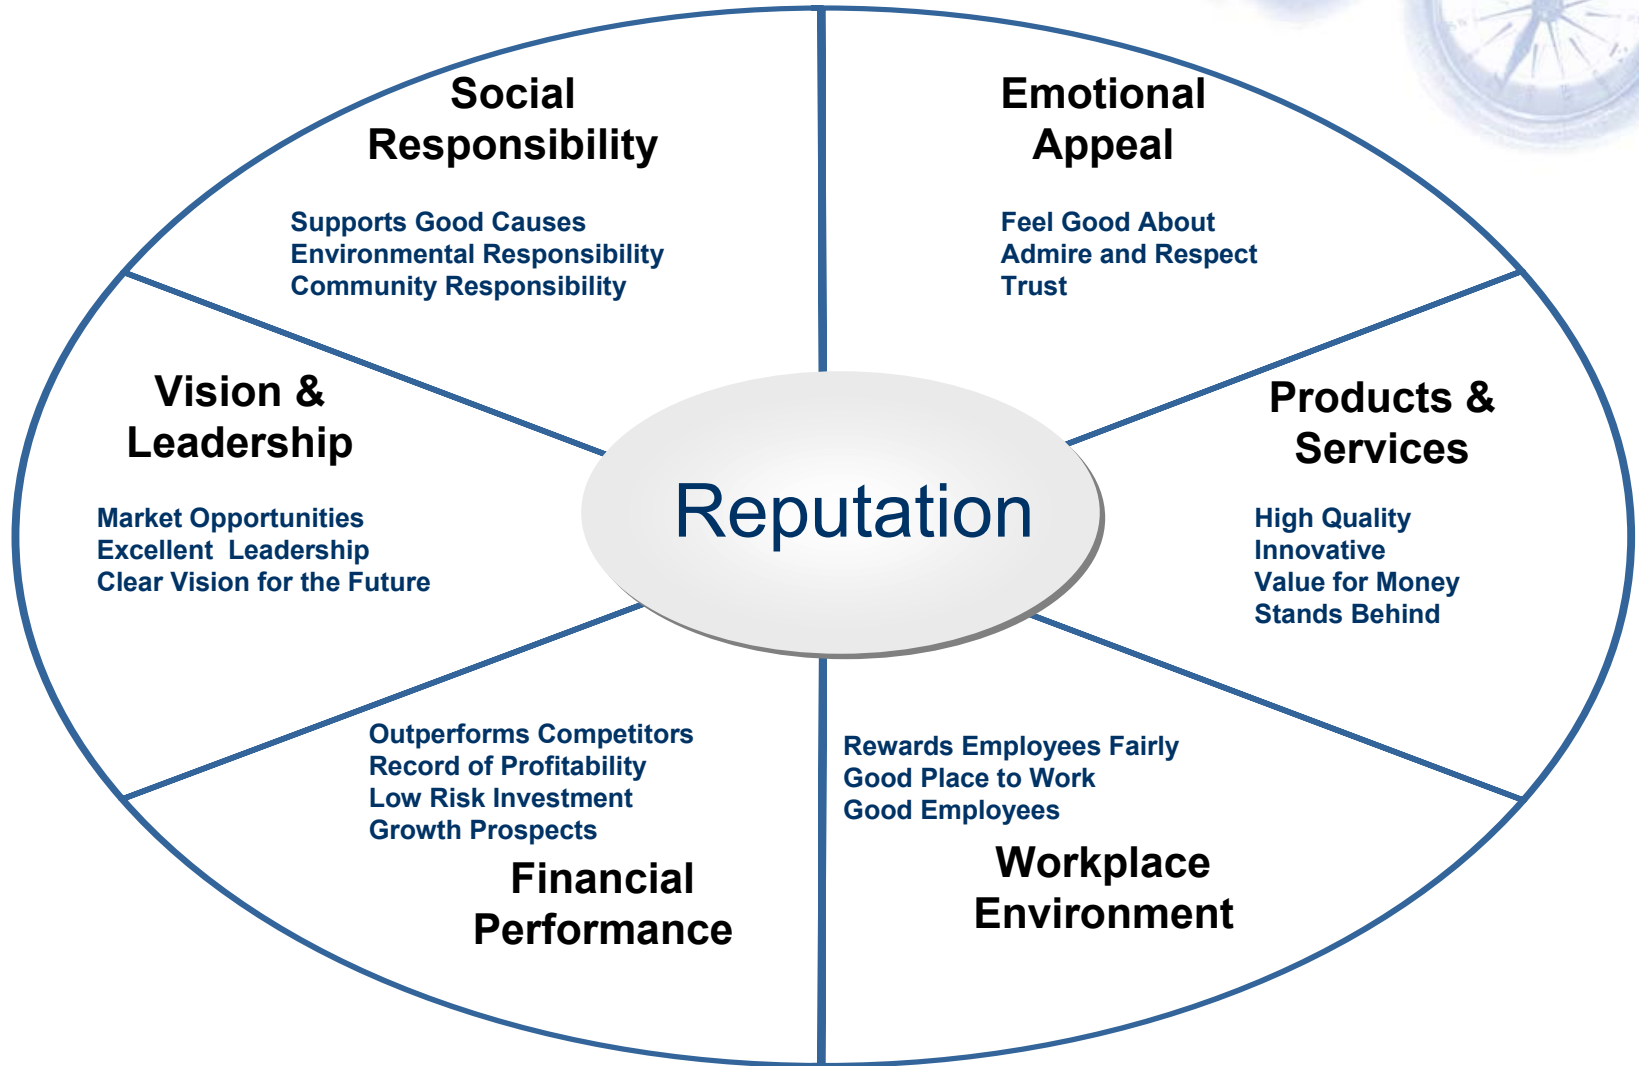 Social
Responsibility
Supports Good Causes
Environmental Responsibility
Community Responsibility
Emotional
Appeal
Feel Good About
Admire and Respect
Trust
Vision &
Leadership
Market Opportunities
Excellent  Leadership
Clear Vision for the Future
Reputation
Products &
Services
High Quality
Innovative
Value for Money
Stands Behind
Outperforms Competitors
Record of Profitability
Low Risk Investment
Growth Prospects
Financial
Performance
Rewards Employees Fairly
Good Place to Work
Good Employees
Workplace
Environment